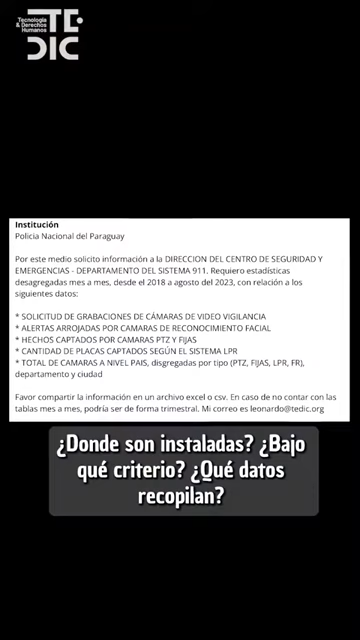 Tecnología
& Derechos
Humanos
TEDIC
Institución
Policia Nacional del Paraguay
Por este medio solicito información a la DIRECCION DEL CENTRO DE SEGURIDAD Y
EMERGENCIAS - DEPARTAMENTO DEL SISTEMA 911. Requiero estadísticas
desagregadas mes a mes, desde el 2018 a agosto del 2023, con relación a los
siguientes datos:
* SOLICITUD DE GRABACIONES DE CÁMARAS DE VIDEO VIGILANCIA
* ALERTAS ARROJADAS POR CAMARAS DE RECONOCIMIENTO FACIAL
* HECHOS CAPTADOS POR CAMARAS PTZ Y FIJAS
* CANTIDAD DE PLACAS CAPTADOS SEGÚN EL SISTEMA LPR
* TOTAL DE CAMARAS A NIVEL PAIS, disgregadas por tipo (PTZ, FIJAS, LPR, FR),
departamento y ciudad
Favor compartir la información en un archivo excel o csv. En caso de no contar con las
tablas mes a mes, podría ser de forma trimestral. Mi correo es leonardo@tedic.org
¿Donde son instaladas? ¿Bajo
qué criterio? ¿Qué datos
recopilan?